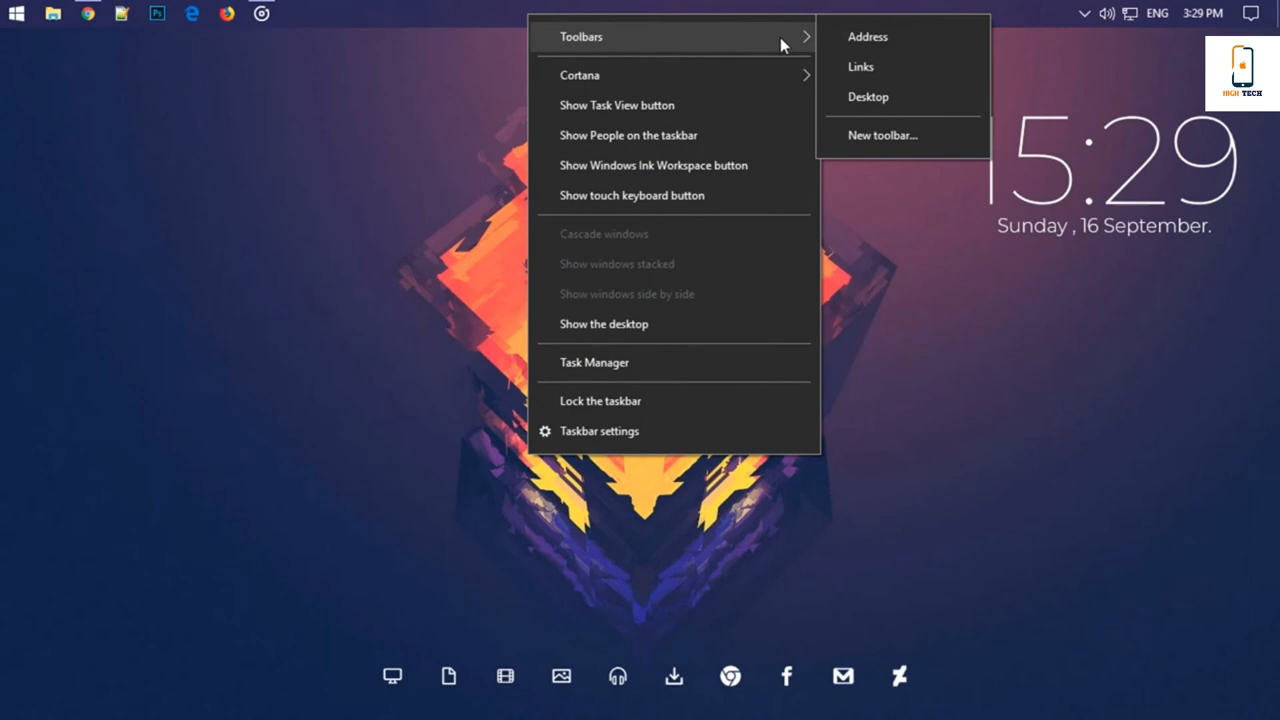 Ps
ENG
3:29 PM
Toolbars
Cortana
Show Task View button
Show People on the taskbar
Show Windows Ink Workspace button
Show touch keyboard button
Cascade windows
Show windows stacked
Show windows side by side
Show the desktop
Task Manager
Lock the taskbar
Taskbar settings
Address
Links
Desktop
New toolbar...
HIGH TECH
15:29
Sunday , 16 September.